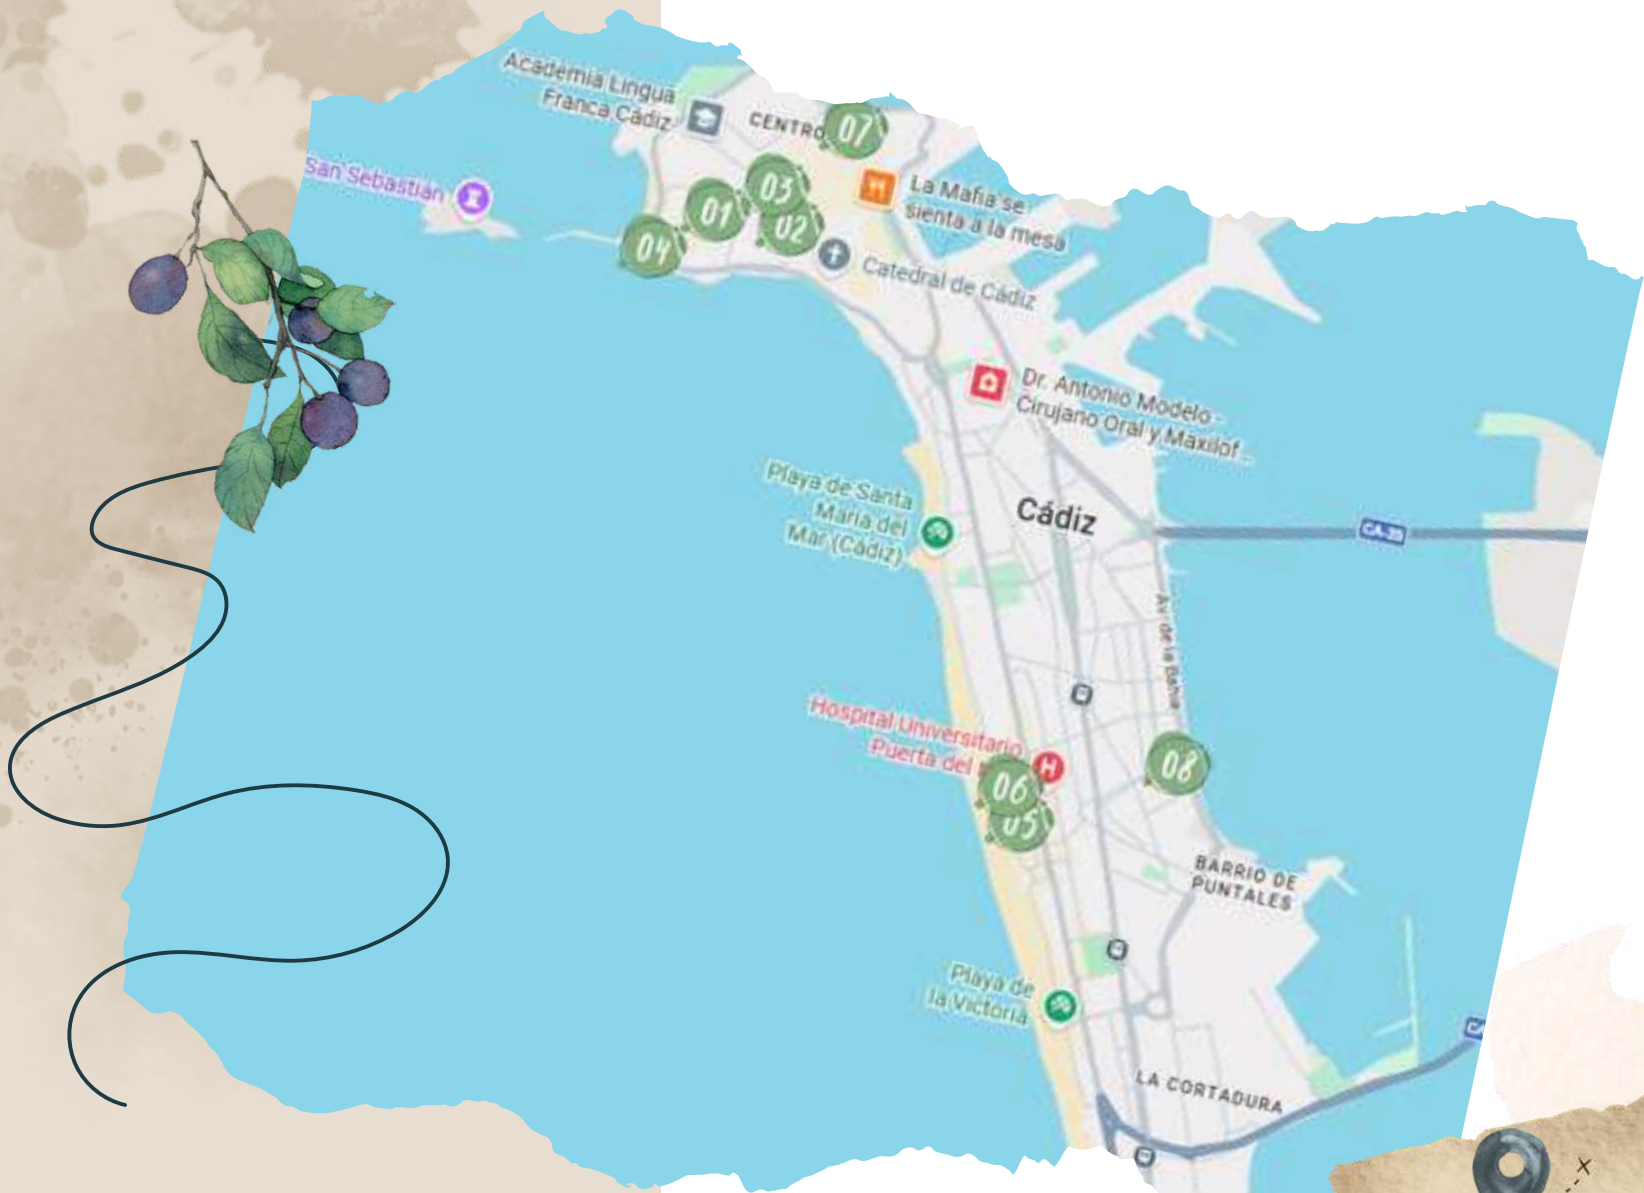 Academia Lingua
Franca Cádiz
CENTRO
07
San Sebastián
03
01
02
04
La Mafia se
sienta a la mesa
Catedral de Cádiz
Dr. Antonio Modelo -
Cirujano Oral y Maxilof...
Playa de Santa
María del
Mar (Cádiz)
Cádiz
CA-35
Av. de la Bahía
Hospital Universitario
Puerta del
H
06
05
08
BARRIO DE
PUNTALES
Playa de
la Victoria
CA
LA CORTADURA
x